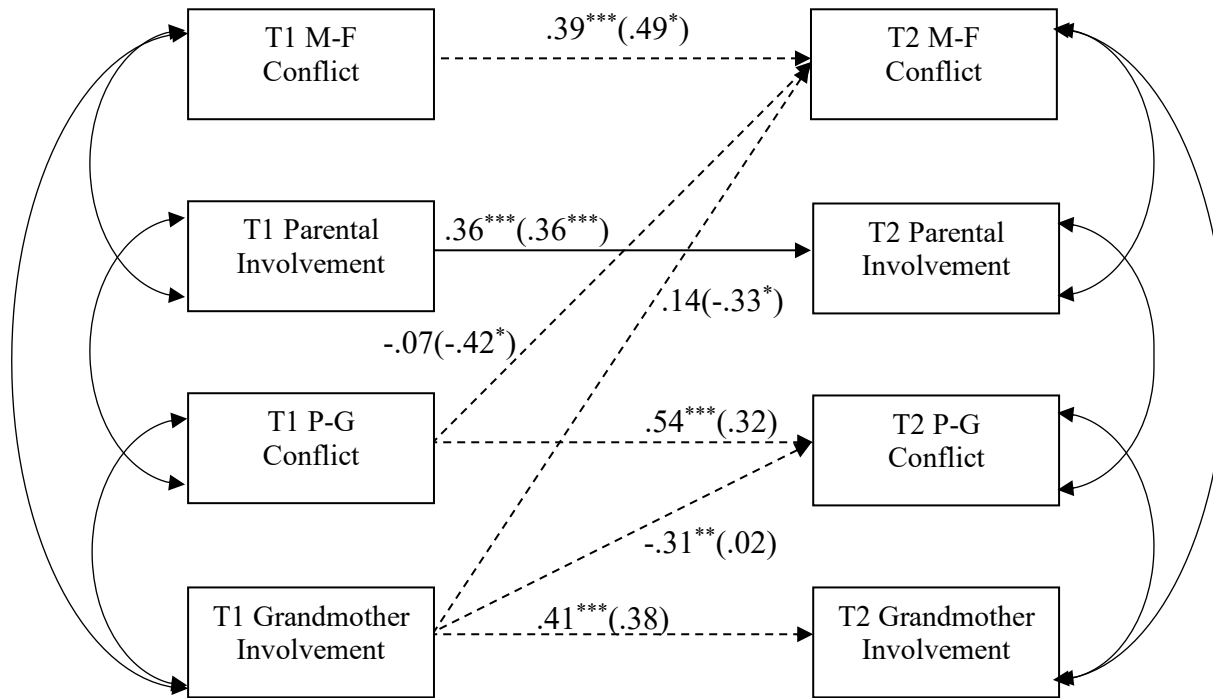 T1 M-F
Conflict
.39***(.49*)
T2 M-F
Conflict
T1 Parental
Involvement
.36***(.36***)
T2 Parental
Involvement
.14(-.33*)
-.07(-.42*)
T1 P-G
Conflict
.54***(.32)
T2 P-G
Conflict
-.31**(.02)
T1 Grandmother
Involvement
.41***(.38)
T2 Grandmother
Involvement